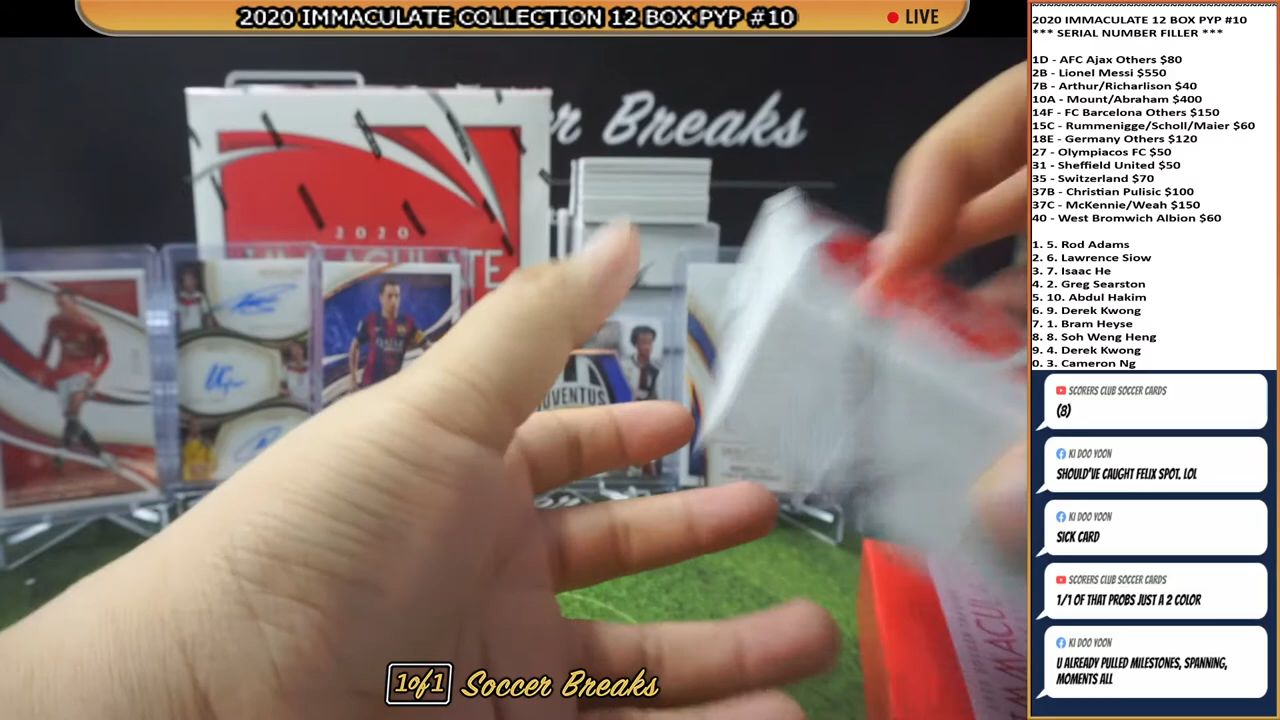 2020 IMMACULATE COLLECTION 12 BOX PYP #10
LIVE
2020 IMMACULATE 12 BOX PYP #10
*** SERIAL NUMBER FILLER ***
1D - AFC Ajax Others $80
2B - Lionel Messi $550
7B - Arthur/Richarlison $40
10A - Mount/Abraham $400
14F - FC Barcelona Others $150
15C - Rummenigge/Scholl/Maier $60
18E - Germany Others $120
27 - Olympiacos FC $50
31 - Sheffield United $50
35 - Switzerland $70
37B - Christian Pulisic $100
37C - McKennie/Weah $150
40 - West Bromwich Albion $60
1. 5. Rod Adams
2. 6. Lawrence Siow
3. 7. Isaac He
4. 2. Greg Searston
5. 10. Abdul Hakim
6. 9. Derek Kwong
7. 1. Bram Heyse
8. 8. Soh Weng Heng
9. 4. Derek Kwong
0. 3. Cameron Ng
SCORERS CLUB SOCCER CARDS
(8)
KI DOO YOON
SHOULD'VE CAUGHT FELIX SPOT. LOL
KI DOO YOON
SICK CARD
SCORERS CLUB SOCCER CARDS
1/1 OF THAT PROBS JUST A 2 COLOR
KI DOO YOON
U ALREADY PULLED MILESTONES, SPANNING,
MOMENTS ALL
Breaks
2020
IMMACULATE
JUVENTUS
1of1 Soccer Breaks